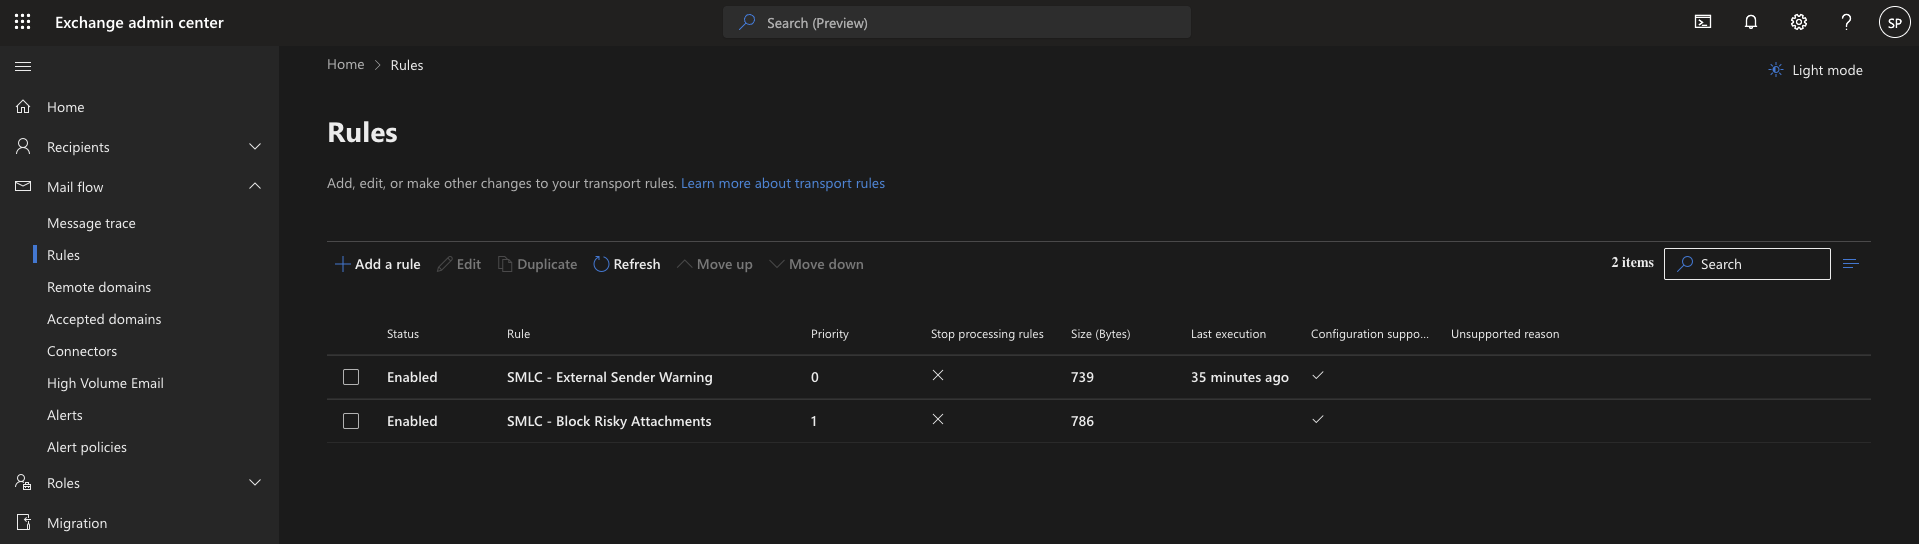 Exchange admin center
Search (Preview)
SP
Home
Recipients
Mail flow
Message trace
Rules
Remote domains
Accepted domains
Connectors
High Volume Email
Alerts
Alert policies
Roles
Migration
Home > Rules
Light mode
Rules
Add, edit, or make other changes to your transport rules. Learn more about transport rules
Add a rule Edit Duplicate Refresh Move up Move down 2 items Search
Status Rule Priority Stop processing rules Size (Bytes) Last execution Configuration suppo... Unsupported reason
Enabled SMLC - External Sender Warning 0 739 35 minutes ago
Enabled SMLC - Block Risky Attachments 1 786